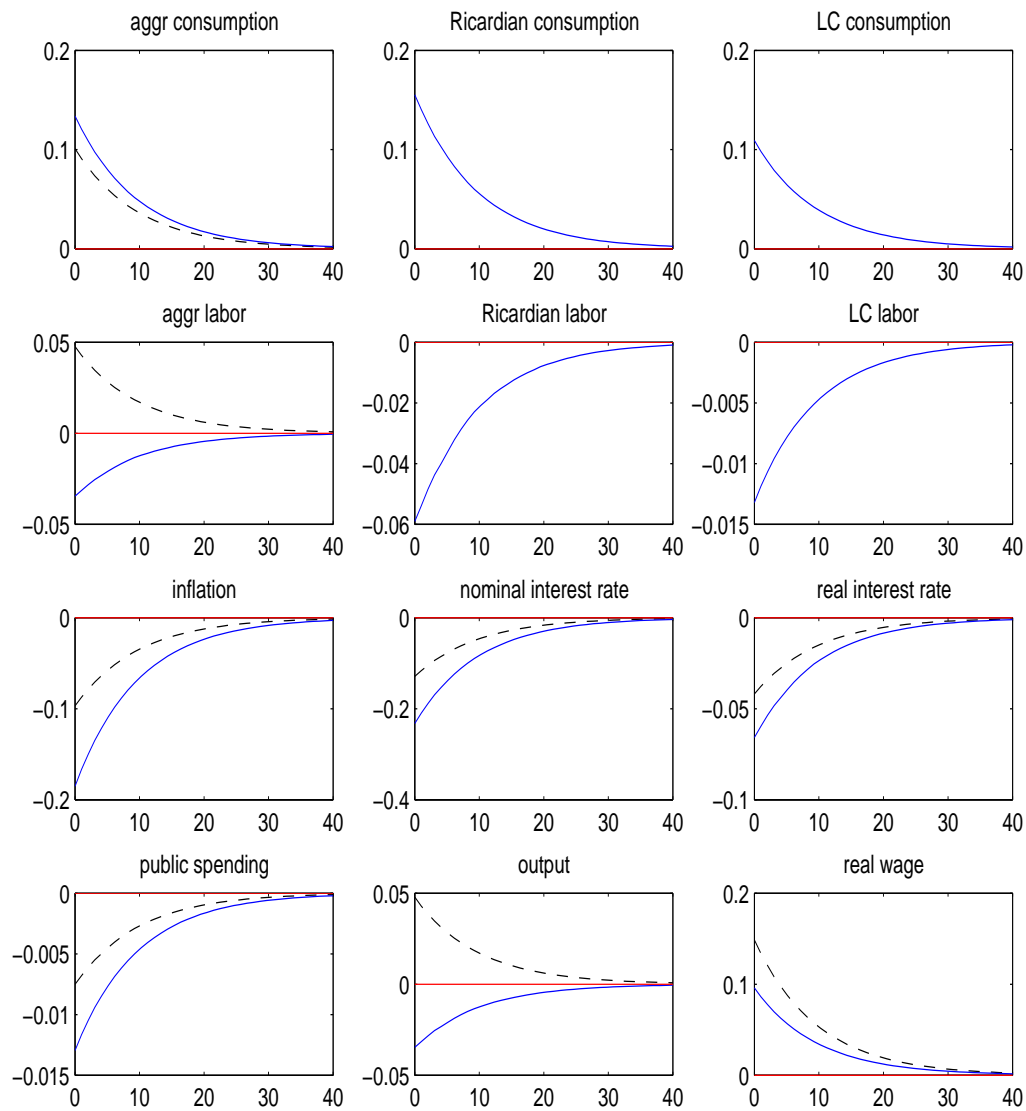 aggr consumption
Ricardian consumption
LC consumption
0.2
0.1
0
0 10 20 30 40
0.2
0.1
0
0 10 20 30 40
0.2
0.1
0
0 10 20 30 40
aggr labor
Ricardian labor
LC labor
0.05
0
−0.05
0 10 20 30 40
0
−0.02
−0.04
−0.06
0 10 20 30 40
0
−0.005
−0.01
−0.015
0 10 20 30 40
inflation
nominal interest rate
real interest rate
0
−0.1
−0.2
0 10 20 30 40
0
−0.2
−0.4
0 10 20 30 40
0
−0.05
−0.1
0 10 20 30 40
public spending
output
real wage
0
−0.005
−0.01
−0.015
0 10 20 30 40
0.05
0
−0.05
0 10 20 30 40
0.2
0.1
0
0 10 20 30 40